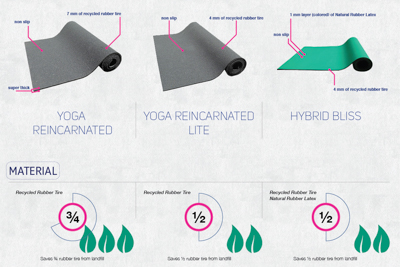 7 mm of recycled rubber tire
non slip
super thick
YOGA
REINCARNATED
non slip
4 mm of recycled rubber tire
YOGA REINCARNATED
LITE
1 mm layer (colored) of Natural Rubber Latex
non slip
4 mm of recycled rubber tire
HYBRID BLISS
MATERIAL
Recycled Rubber Tire
¾
Saves ¾ rubber tire from landfill
Recycled Rubber Tire
½
Saves ½ rubber tire from landfill
Recycled Rubber Tire
Natural Rubber Latex
½
Saves ½ rubber tire from landfill